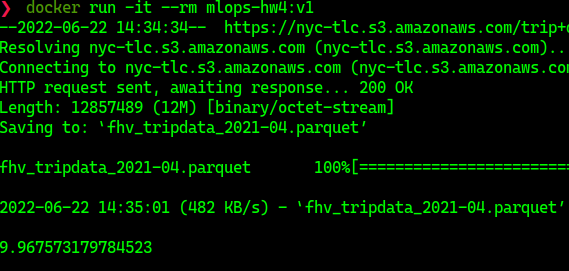 ❯ docker run -it --rm mlops-hw4:v1
--2022-06-22 14:34:34-- https://nyc-tlc.s3.amazonaws.com/trip+
Resolving nyc-tlc.s3.amazonaws.com (nyc-tlc.s3.amazonaws.com)..
Connecting to nyc-tlc.s3.amazonaws.com (nyc-tlc.s3.amazonaws.com
HTTP request sent, awaiting response... 200 OK
Length: 12857489 (12M) [binary/octet-stream]
Saving to: ‘fhv_tripdata_2021-04.parquet’
fhv_tripdata_2021-04.parquet 100%[========================
2022-06-22 14:35:01 (482 KB/s) - ‘fhv_tripdata_2021-04.parquet’
9.967573179784523